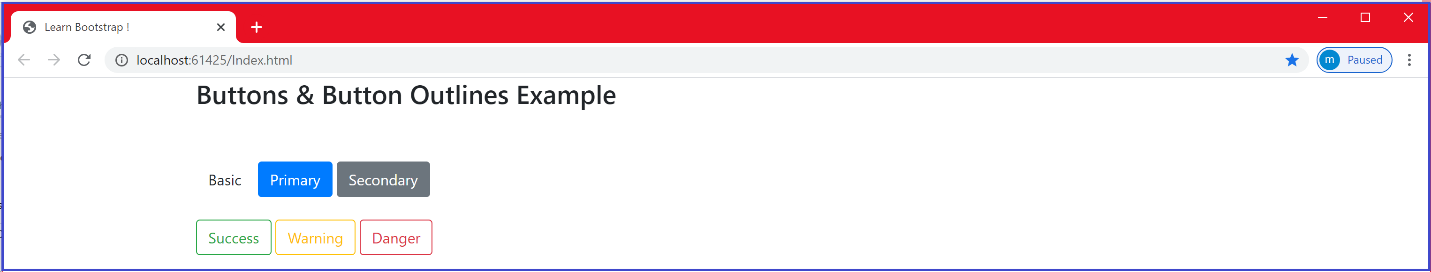 Learn Bootstrap !
localhost:61425/Index.html
m Paused
Buttons & Button Outlines Example
Basic Primary Secondary
Success Warning Danger